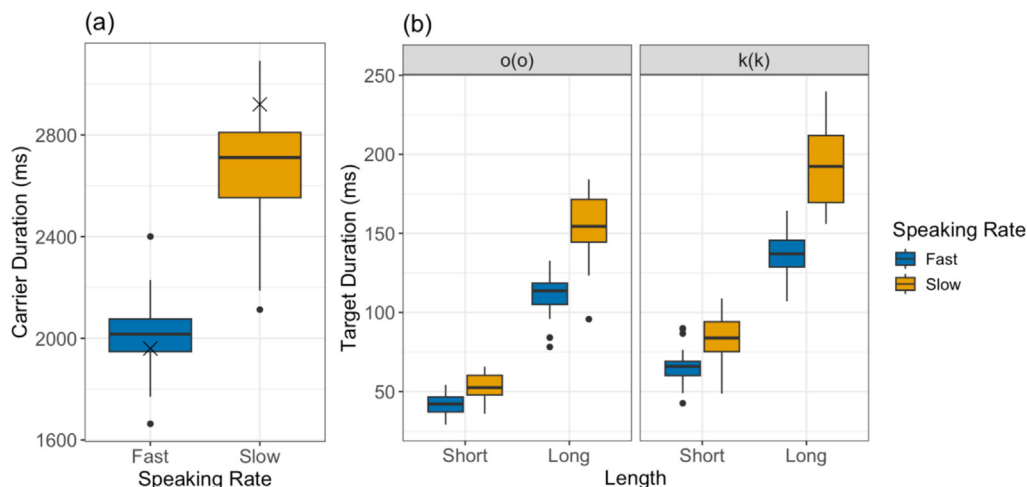 (a)
Carrier Duration (ms)
2800
2400
2000
1600
Fast Slow
Speaking Rate
(b)
o(o) k(k)
Target Duration (ms)
250
200
150
100
50
Short Long Short Long
Length
Speaking Rate
Fast
Slow